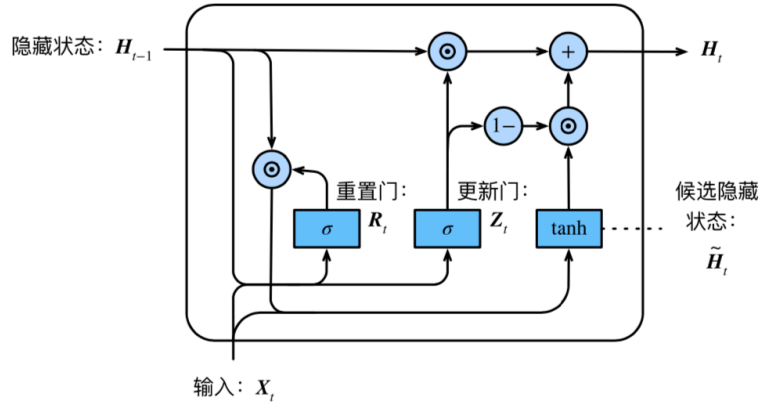 隐藏状态：H_{t−1}
⊙
+
H_t
1−
⊙
⊙
重置门：
R_t
更新门：
Z_t
候选隐藏
状态：
H̃_t
σ
σ
tanh
输入：X_t